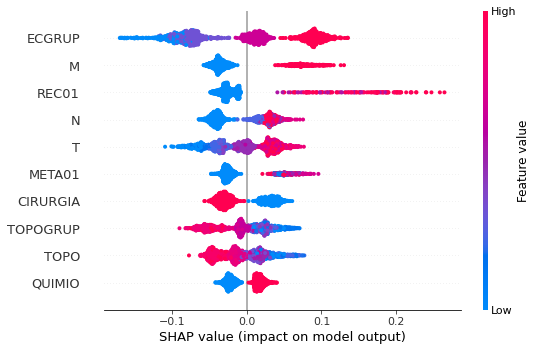 High
ECGRUP
M
REC01
N
T
META01
CIRURGIA
TOPOGRUP
TOPO
QUIMIO
Feature value
Low
−0.1 0.0 0.1 0.2
SHAP value (impact on model output)